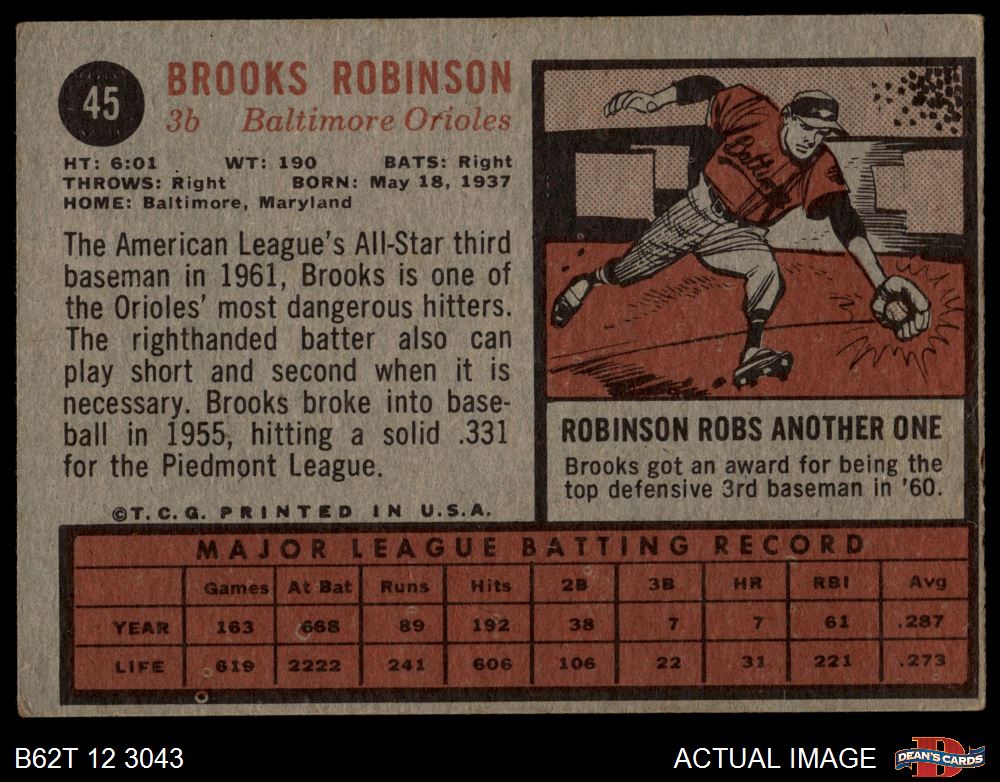 45
BROOKS ROBINSON
3b Baltimore Orioles
HT: 6:01 WT: 190 BATS: Right
THROWS: Right BORN: May 18, 1937
HOME: Baltimore, Maryland
The American League's All-Star third
baseman in 1961, Brooks is one of
the Orioles' most dangerous hitters.
The righthanded batter also can
play short and second when it is
necessary. Brooks broke into base-
ball in 1955, hitting a solid .331
for the Piedmont League.
©T.C.G. PRINTED IN U.S.A.
ROBINSON ROBS ANOTHER ONE
Brooks got an award for being the
top defensive 3rd baseman in '60.
MAJOR LEAGUE BATTING RECORD
Games At Bat Runs Hits 2B 3B HR RBI Avg
YEAR 163 668 89 192 38 7 7 61 .287
LIFE 619 2222 241 606 106 22 31 221 .273
B62T 12 3043
ACTUAL IMAGE
D
DEAN'S CARDS